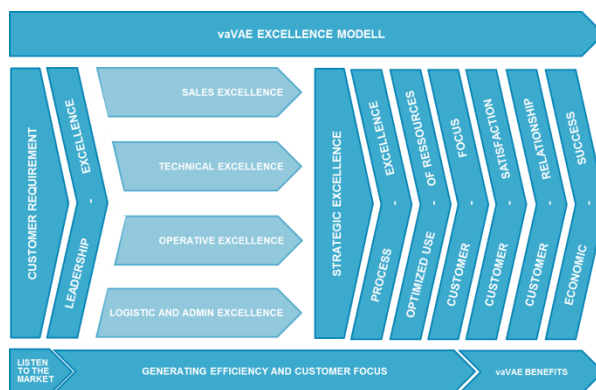 vaVAE EXCELLENCE MODELL
CUSTOMER REQUIREMENT
LEADERSHIP - EXCELLENCE
SALES EXCELLENCE
TECHNICAL EXCELLENCE
OPERATIVE EXCELLENCE
LOGISTIC AND ADMIN EXCELLENCE
STRATEGIC EXCELLENCE
PROCESS - EXCELLENCE
OPTIMIZED USE - OF RESSOURCES
CUSTOMER - FOCUS
CUSTOMER - SATISFACTION
CUSTOMER - RELATIONSHIP
ECONOMIC - SUCCESS
LISTEN
TO THE
MARKET
GENERATING EFFICIENCY AND CUSTOMER FOCUS
vaVAE BENEFITS